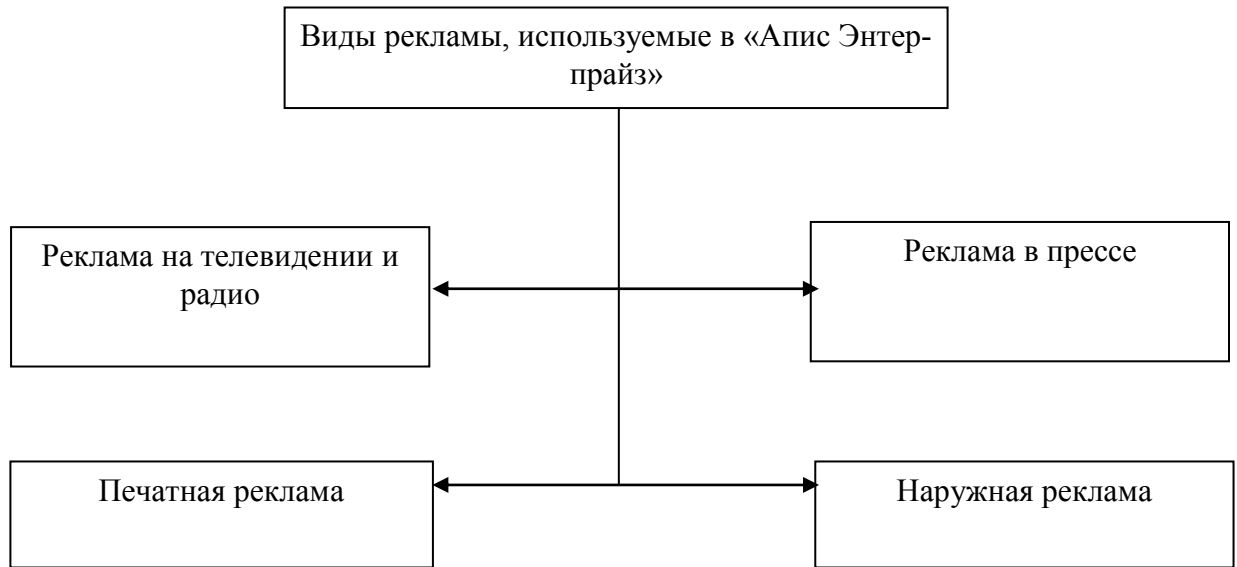 Виды рекламы, используемые в «Апис Энтер-
прайз»
Реклама на телевидении и
радио
Реклама в прессе
Печатная реклама
Наружная реклама